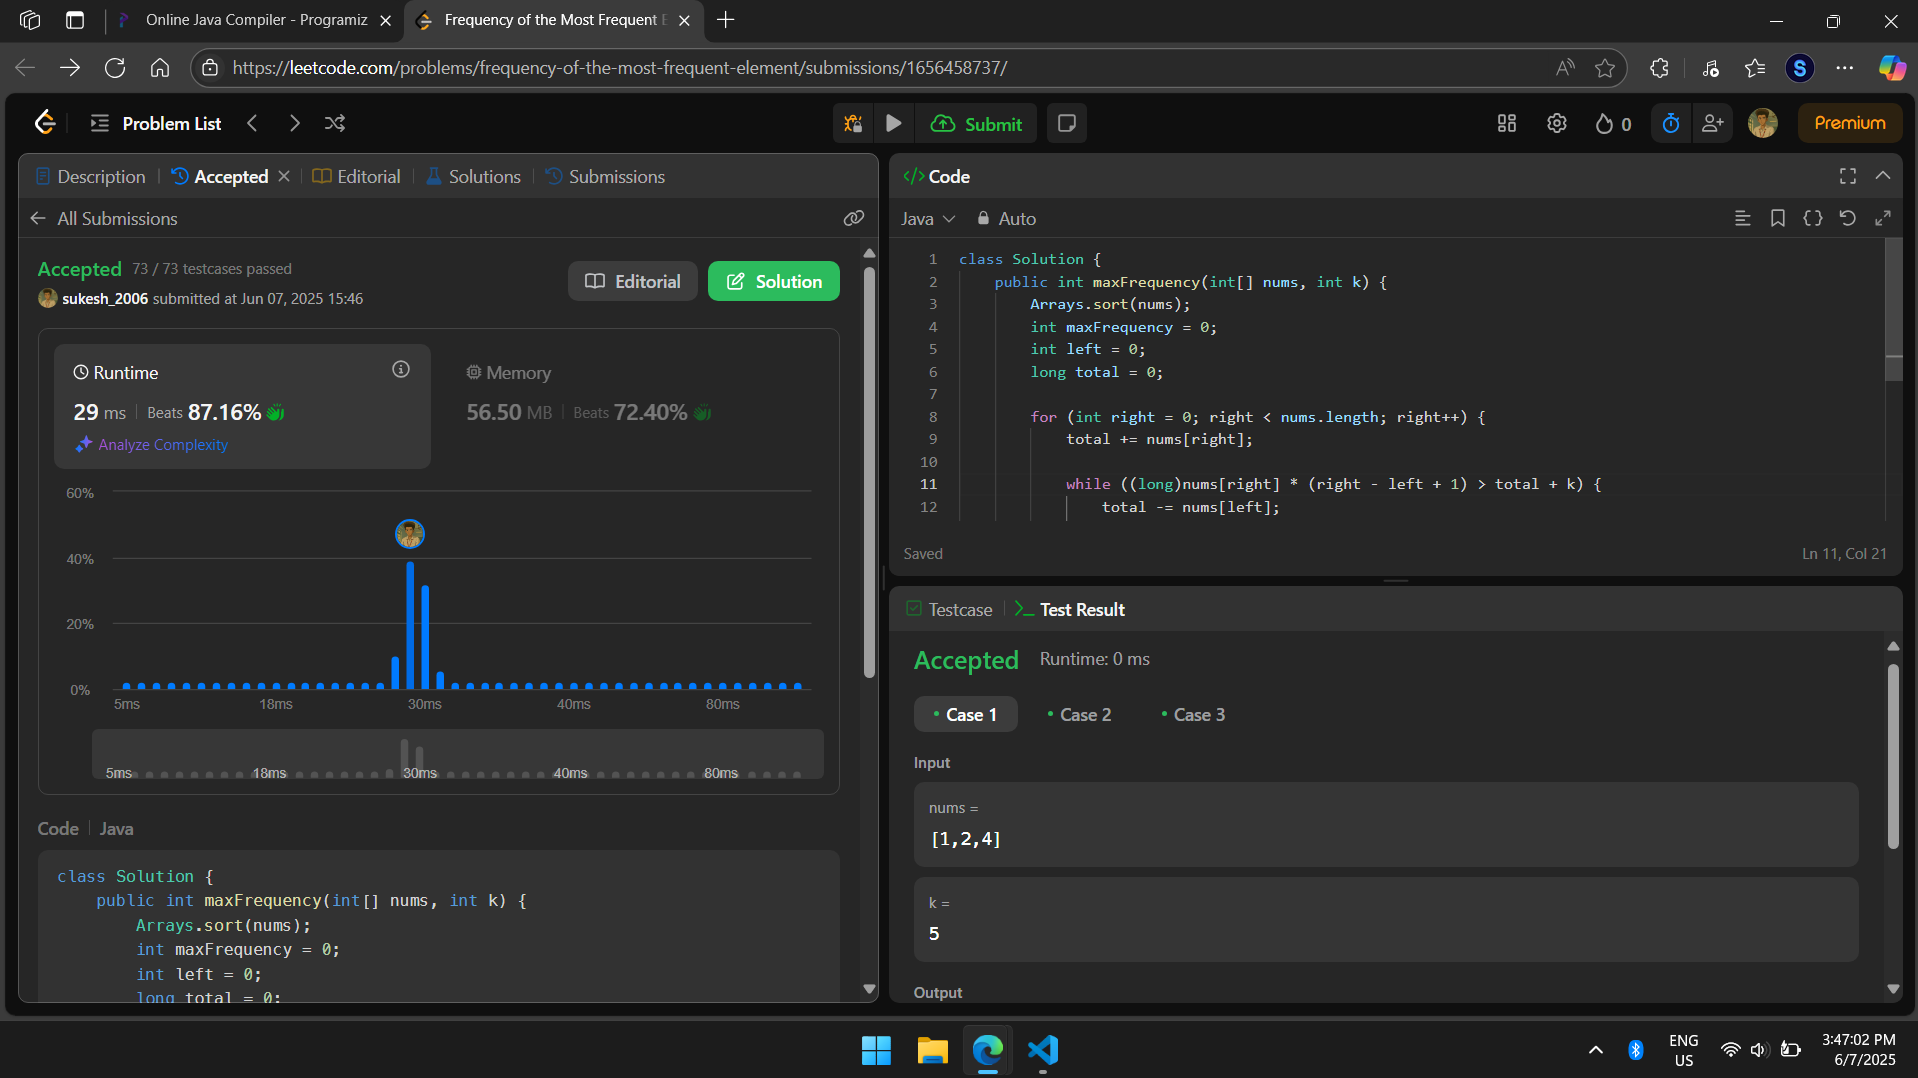 Online Java Compiler - Programiz
Frequency of the Most Frequent E
https://leetcode.com/problems/frequency-of-the-most-frequent-element/submissions/1656458737/
S
Problem List
Submit
0
Premium
Description
Accepted
Editorial
Solutions
Submissions
All Submissions
Accepted 73 / 73 testcases passed
sukesh_2006 submitted at Jun 07, 2025 15:46
Editorial
Solution
Runtime
29 ms Beats 87.16%
Analyze Complexity
Memory
56.50 MB Beats 72.40%
60%
40%
20%
0%
5ms 18ms 30ms 40ms 80ms
5ms 18ms 30ms 40ms 80ms
Code Java
class Solution {
public int maxFrequency(int[] nums, int k) {
Arrays.sort(nums);
int maxFrequency = 0;
int left = 0;
long total = 0;
</> Code
Java Auto
1 class Solution {
2 public int maxFrequency(int[] nums, int k) {
3 Arrays.sort(nums);
4 int maxFrequency = 0;
5 int left = 0;
6 long total = 0;
7
8 for (int right = 0; right < nums.length; right++) {
9 total += nums[right];
10
11 while ((long)nums[right] * (right - left + 1) > total + k) {
12 total -= nums[left];
Saved
Ln 11, Col 21
Testcase
Test Result
Accepted Runtime: 0 ms
Case 1 Case 2 Case 3
Input
nums =
[1,2,4]
k =
5
Output
ENG
US
3:47:02 PM
6/7/2025